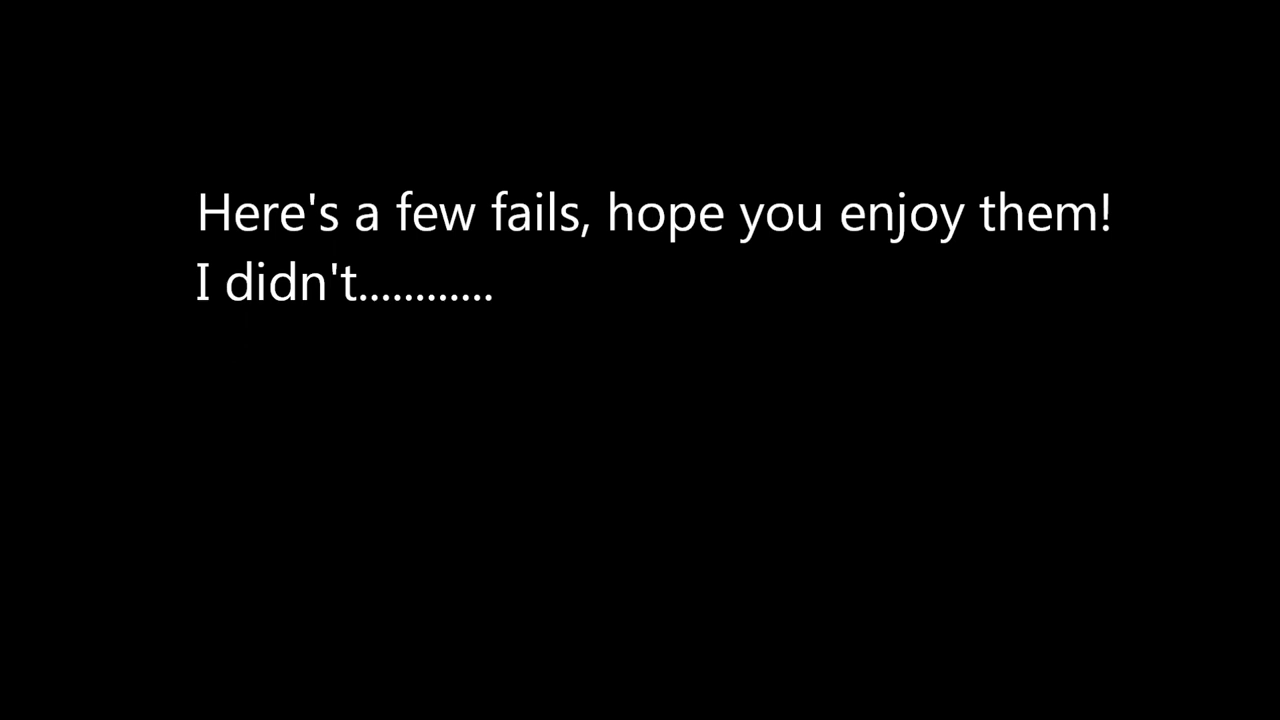 Here's a few fails, hope you enjoy them!
I didn't............